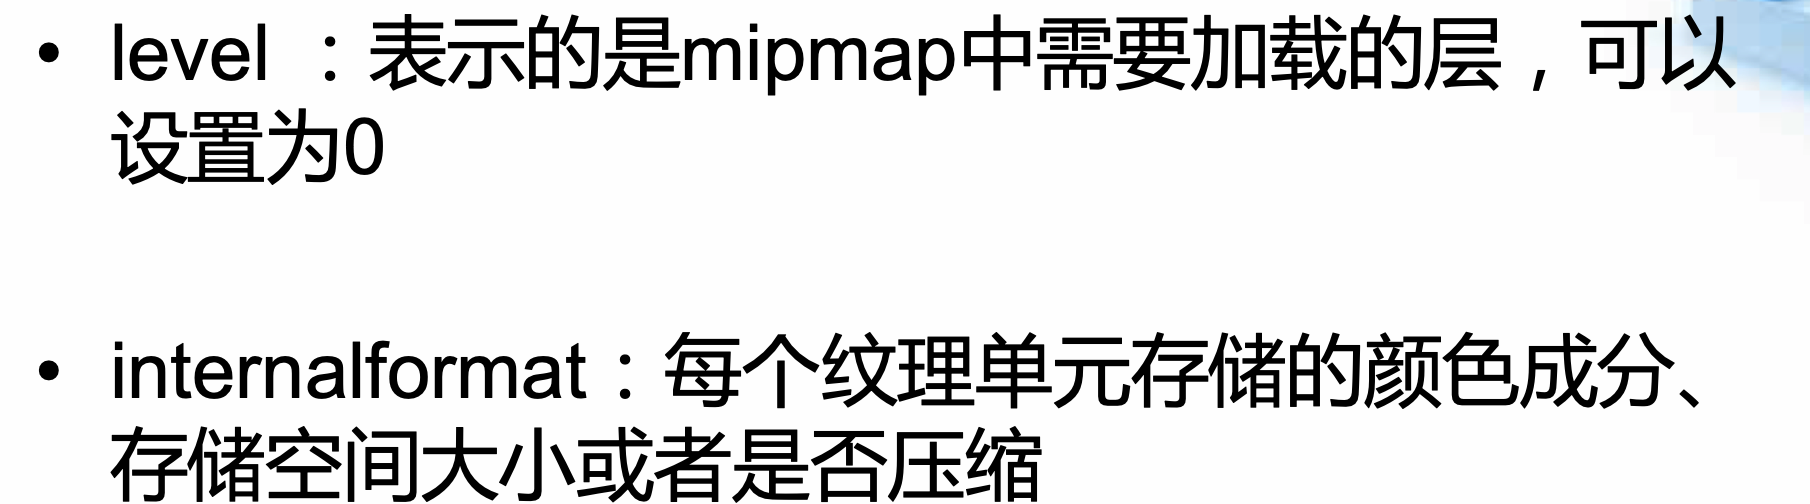 • level ：表示的是mipmap中需要加载的层，可以
设置为0
• internalformat：每个纹理单元存储的颜色成分、
存储空间大小或者是否压缩